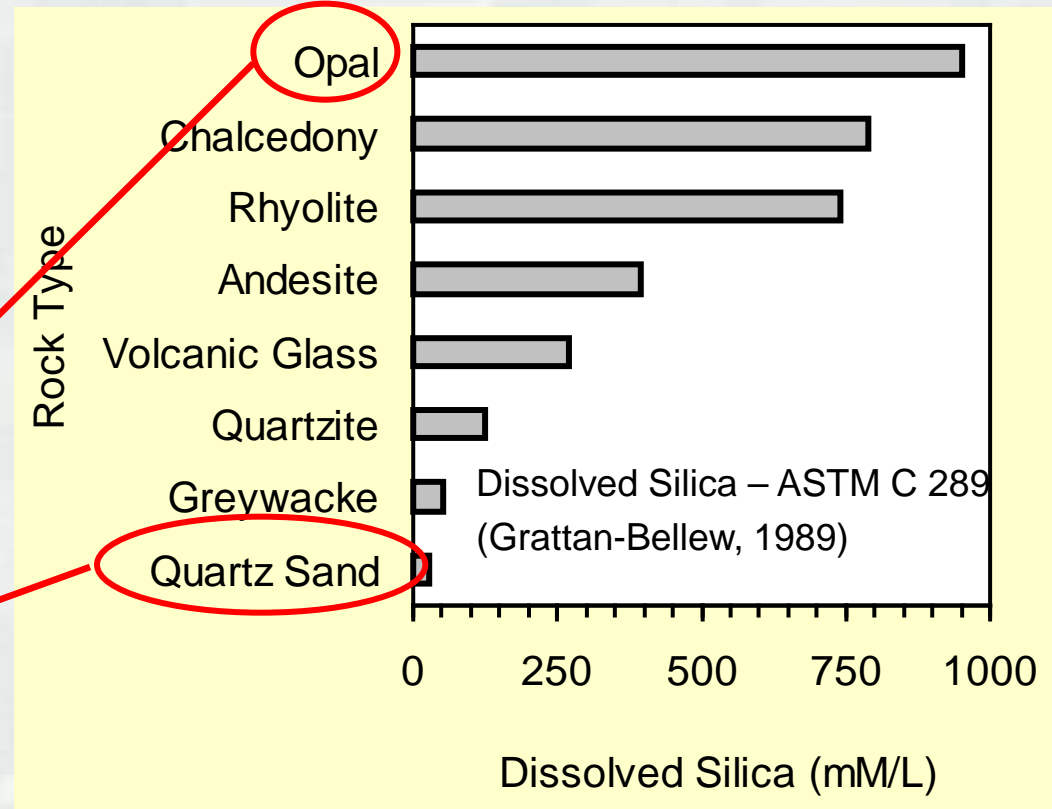 Opal
Chalcedony
Rhyolite
Andesite
Volcanic Glass
Quartzite
Greywacke
Quartz Sand
Rock Type
Dissolved Silica – ASTM C 289
(Grattan-Bellew, 1989)
0 250 500 750 1000
Dissolved Silica (mM/L)